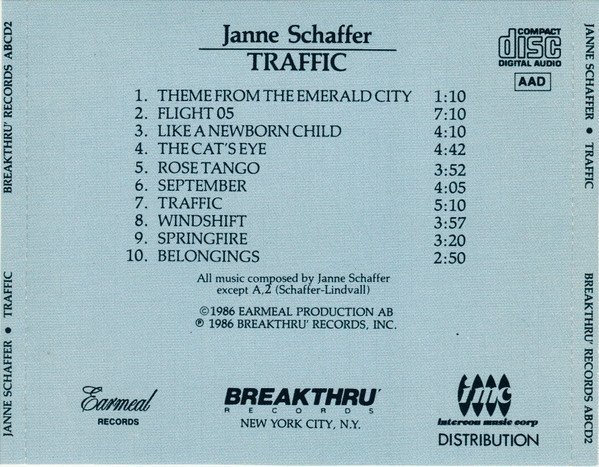 Janne Schaffer
TRAFFIC
COMPACT
disc
DIGITAL AUDIO
AAD
1. THEME FROM THE EMERALD CITY 1:10
2. FLIGHT 05 7:10
3. LIKE A NEWBORN CHILD 4:10
4. THE CAT'S EYE 4:42
5. ROSE TANGO 3:52
6. SEPTEMBER 4:05
7. TRAFFIC 5:10
8. WINDSHIFT 3:57
9. SPRINGFIRE 3:20
10. BELONGINGS 2:50
All music composed by Janne Schaffer
except A,2 (Schaffer-Lindvall)
©1986 EARMEAL PRODUCTION AB
℗ 1986 BREAKTHRU' RECORDS, INC.
Earmeal
RECORDS
BREAKTHRU'
RECORDS
NEW YORK CITY, N.Y.
imc
intercon music corp
DISTRIBUTION
JANNE SCHAFFER • TRAFFIC BREAKTHRU' RECORDS ABCD2
JANNE SCHAFFER • TRAFFIC BREAKTHRU' RECORDS ABCD2